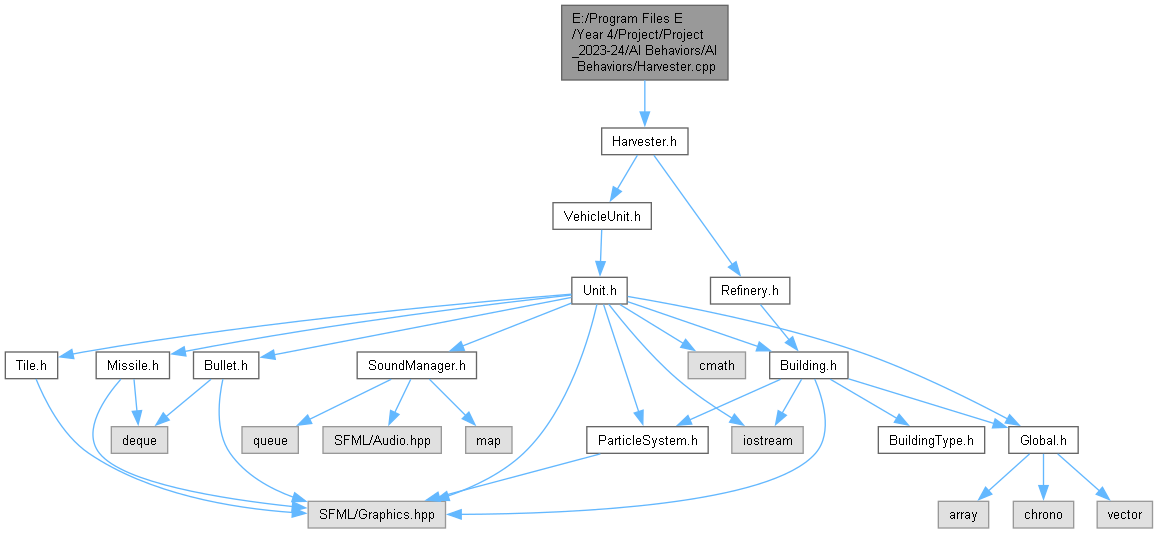 E:/Program Files E
/Year 4/Project/Project
_2023-24/AI Behaviors/AI
Behaviors/Harvester.cpp
Harvester.h
VehicleUnit.h
Unit.h
Refinery.h
Tile.h
Missile.h
Bullet.h
SoundManager.h
cmath
Building.h
deque
queue
SFML/Audio.hpp
map
ParticleSystem.h
iostream
BuildingType.h
Global.h
SFML/Graphics.hpp
array
chrono
vector